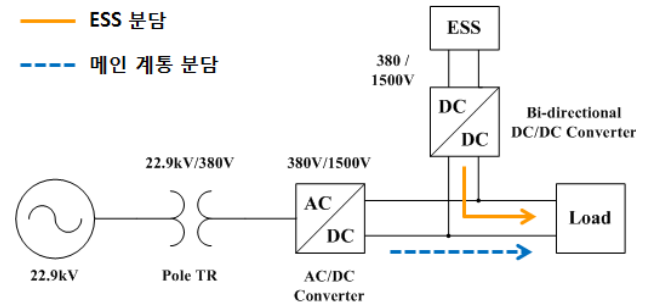 ESS 분담
메인 계통 분담
ESS
380 /
1500V
DC
DC
Bi-directional
DC/DC Converter
22.9kV/380V
380V/1500V
AC
DC
Load
22.9kV
Pole TR
AC/DC
Converter